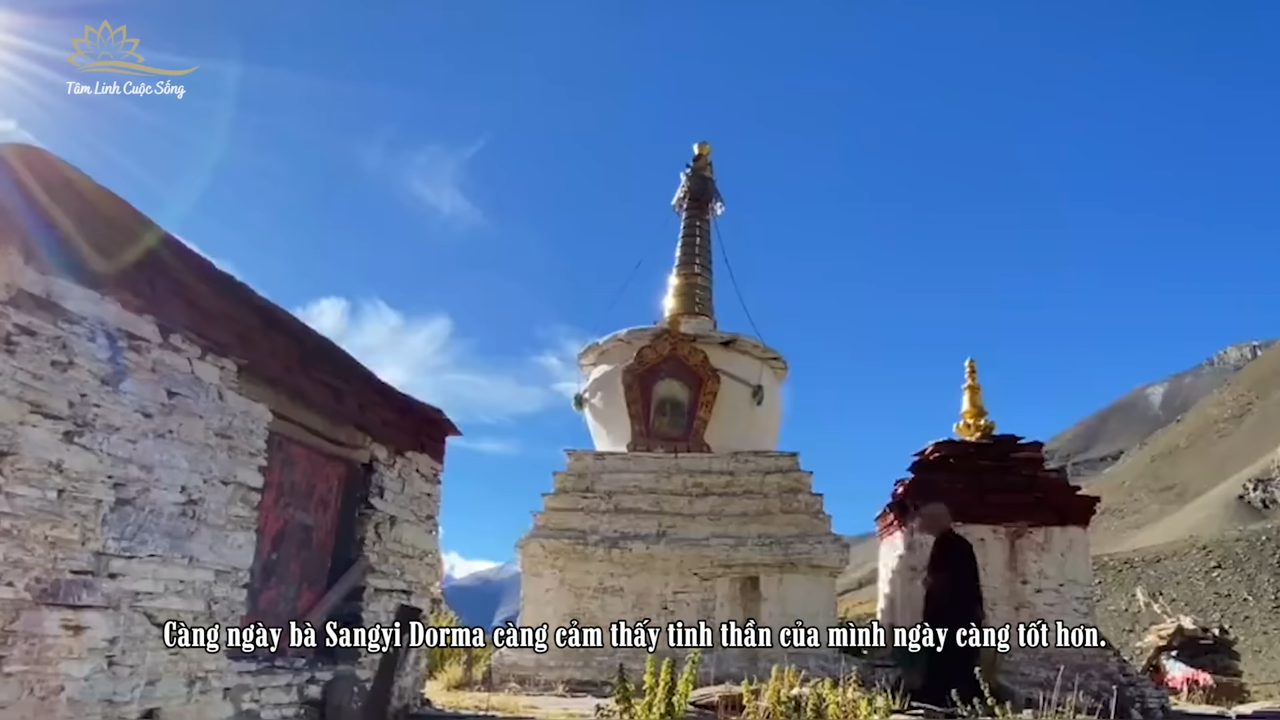 Tâm Linh Cuộc Sống
Càng ngày bà Sangyi Dorma càng cảm thấy tinh thần của mình ngày càng tốt hơn.